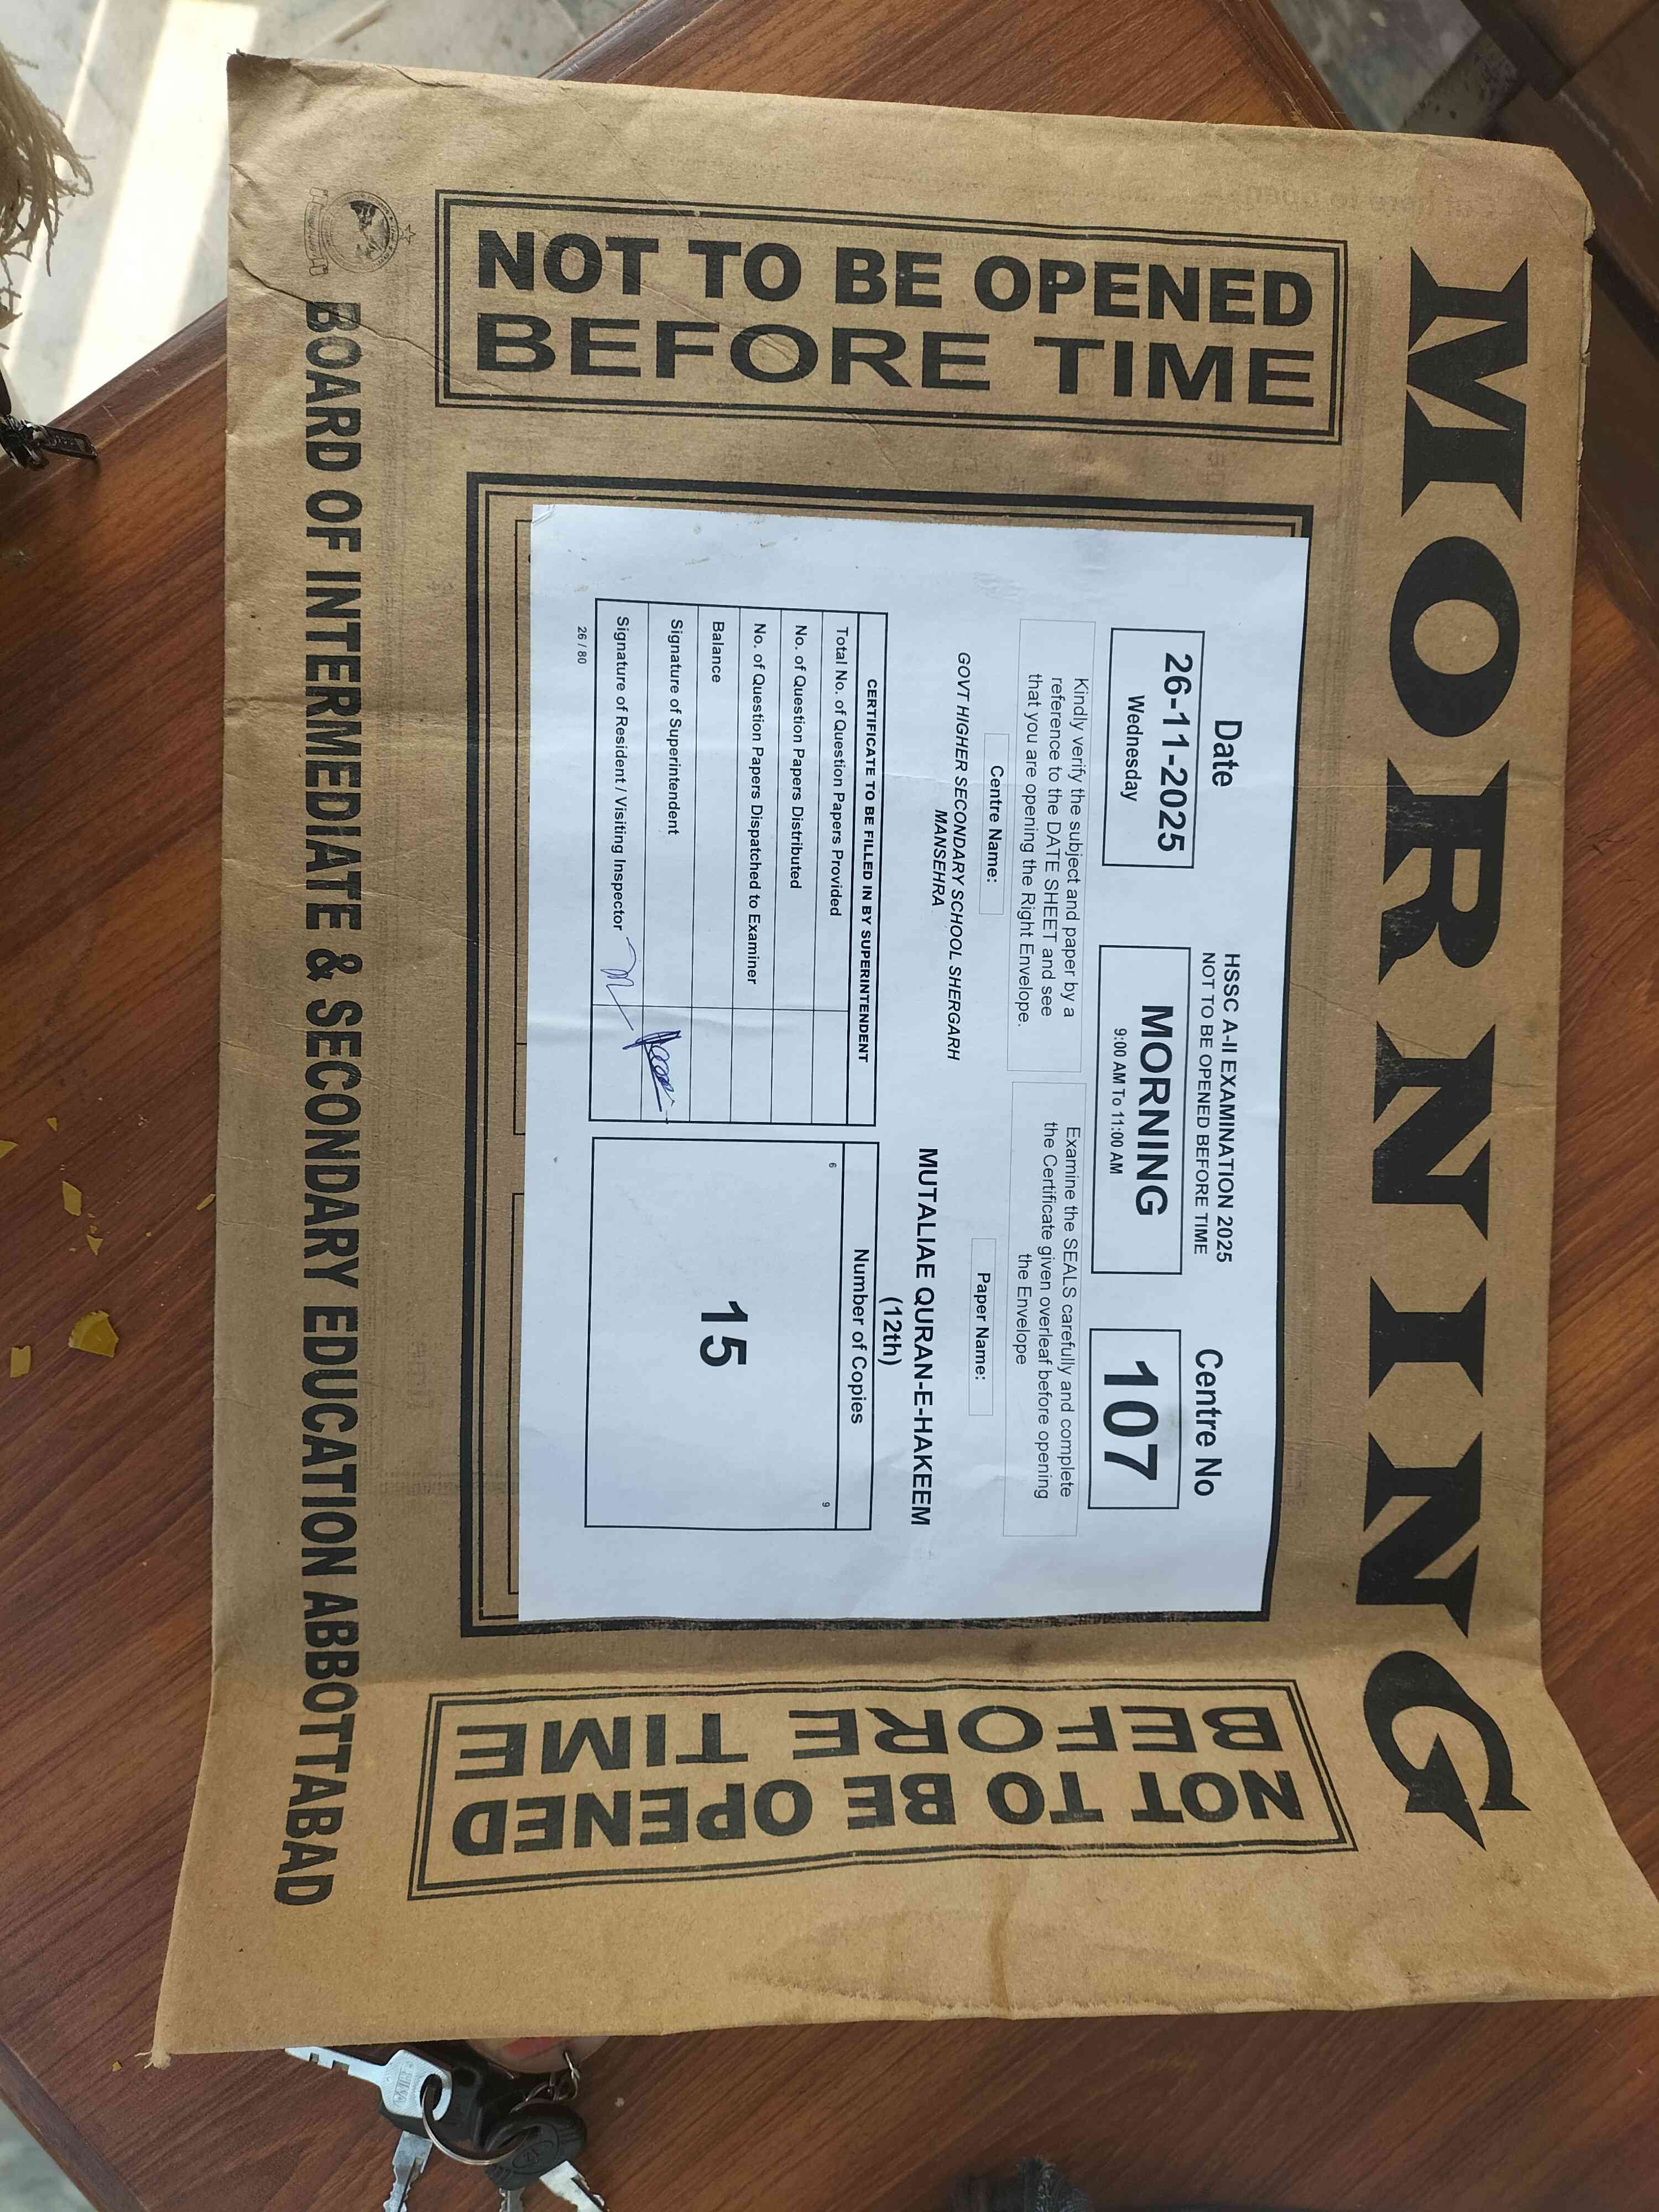 MORNING
NOT TO BE OPENED
BEFORE TIME
Date
26-11-2025
Wednesday
HSSC A-II EXAMINATION 2025
NOT TO BE OPENED BEFORE TIME
MORNING
9:00 AM To 11:00 AM
Centre No
107
Kindly verify the subject and paper by a
reference to the DATE SHEET and see
that you are opening the Right Envelope.
Examine the SEALS carefully and complete
the Certificate given overleaf before opening
the Envelope
Centre Name:
GOVT HIGHER SECONDARY SCHOOL SHERGARH
MANSEHRA
Paper Name:
MUTALIAE QURAN-E-HAKEEM
(12th)
CERTIFICATE TO BE FILLED IN BY SUPERINTENDENT
Total No. of Question Papers Provided
No. of Question Papers Distributed
No. of Question Papers Dispatched to Examiner
Balance
Signature of Superintendent
Signature of Resident / Visiting Inspector
Number of Copies
6
9
15
26 / 80
NOT TO BE OPENED
BEFORE TIME
BOARD OF INTERMEDIATE & SECONDARY EDUCATION ABBOTTABAD